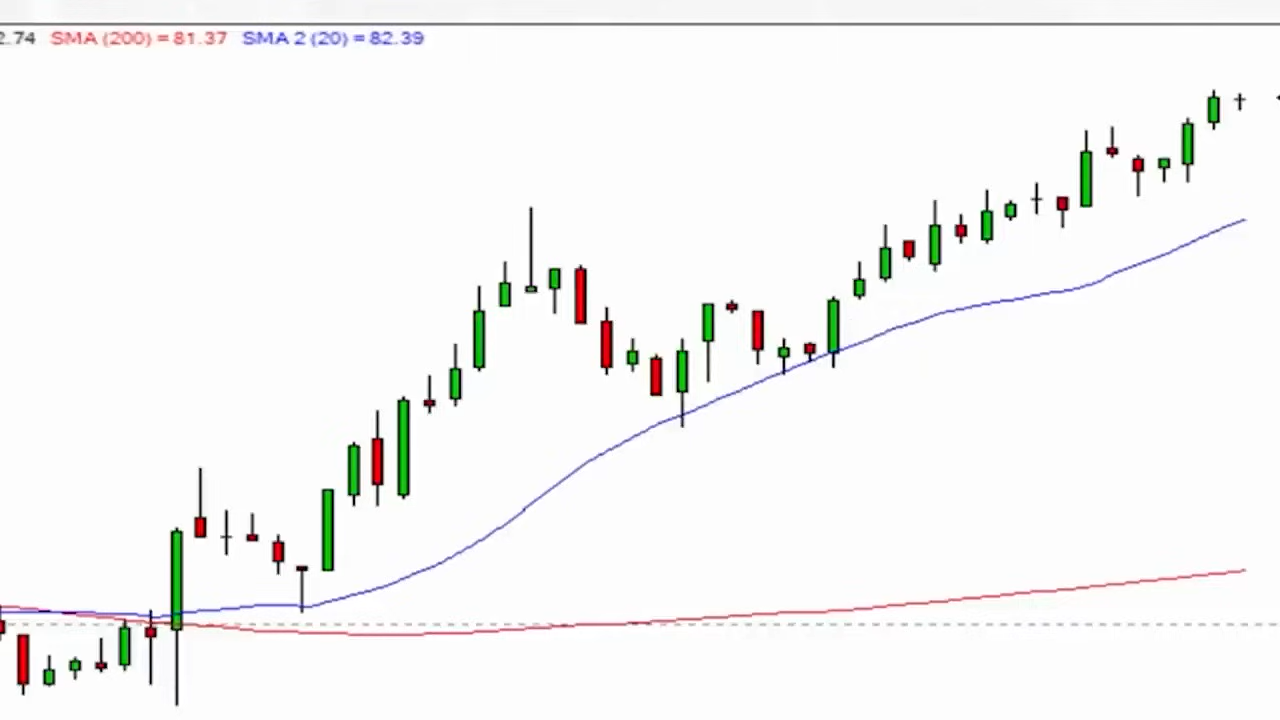 2.74 SMA (200) = 81.37 SMA 2 (20) = 82.39